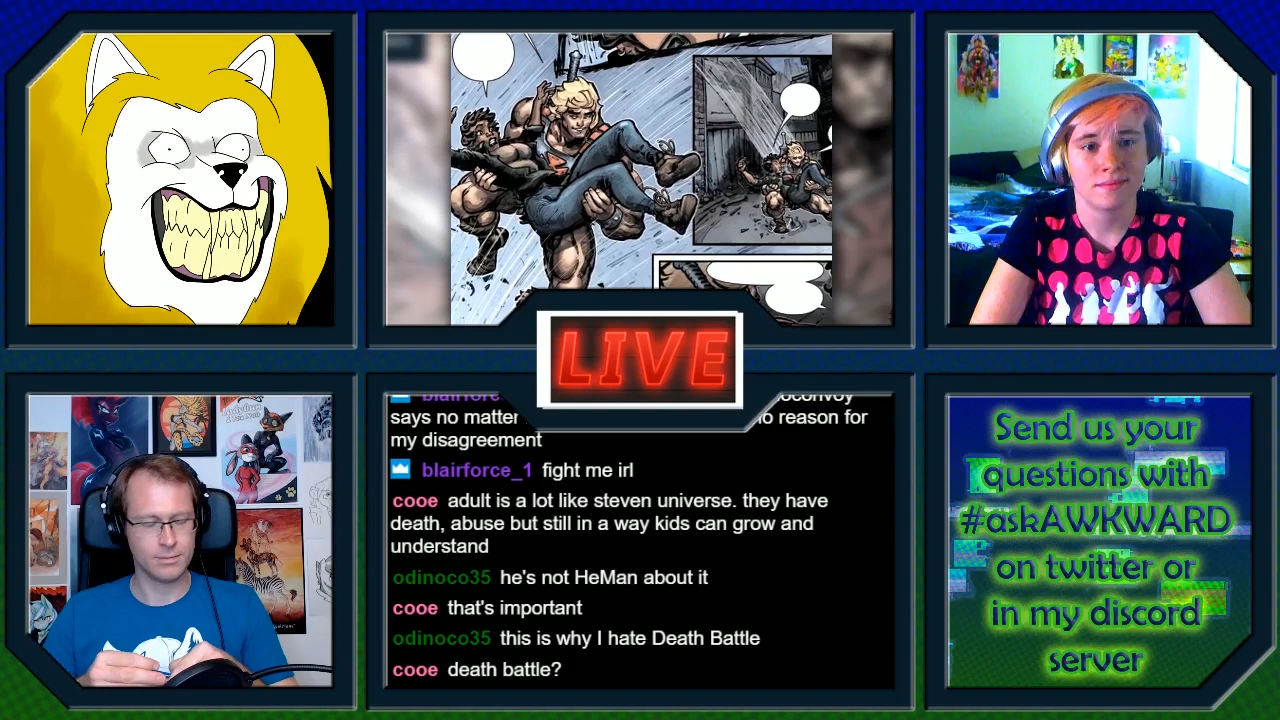 LIVE
says no matter
no reason for
my disagreement
blairforce_1 fight me irl
cooe adult is a lot like steven universe. they have
death, abuse but still in a way kids can grow and
understand
odinoco35 he's not HeMan about it
cooe that's important
odinoco35 this is why I hate Death Battle
cooe death battle?
Send us your
questions with
#askAWKWARD
on twitter or
in my discord
server